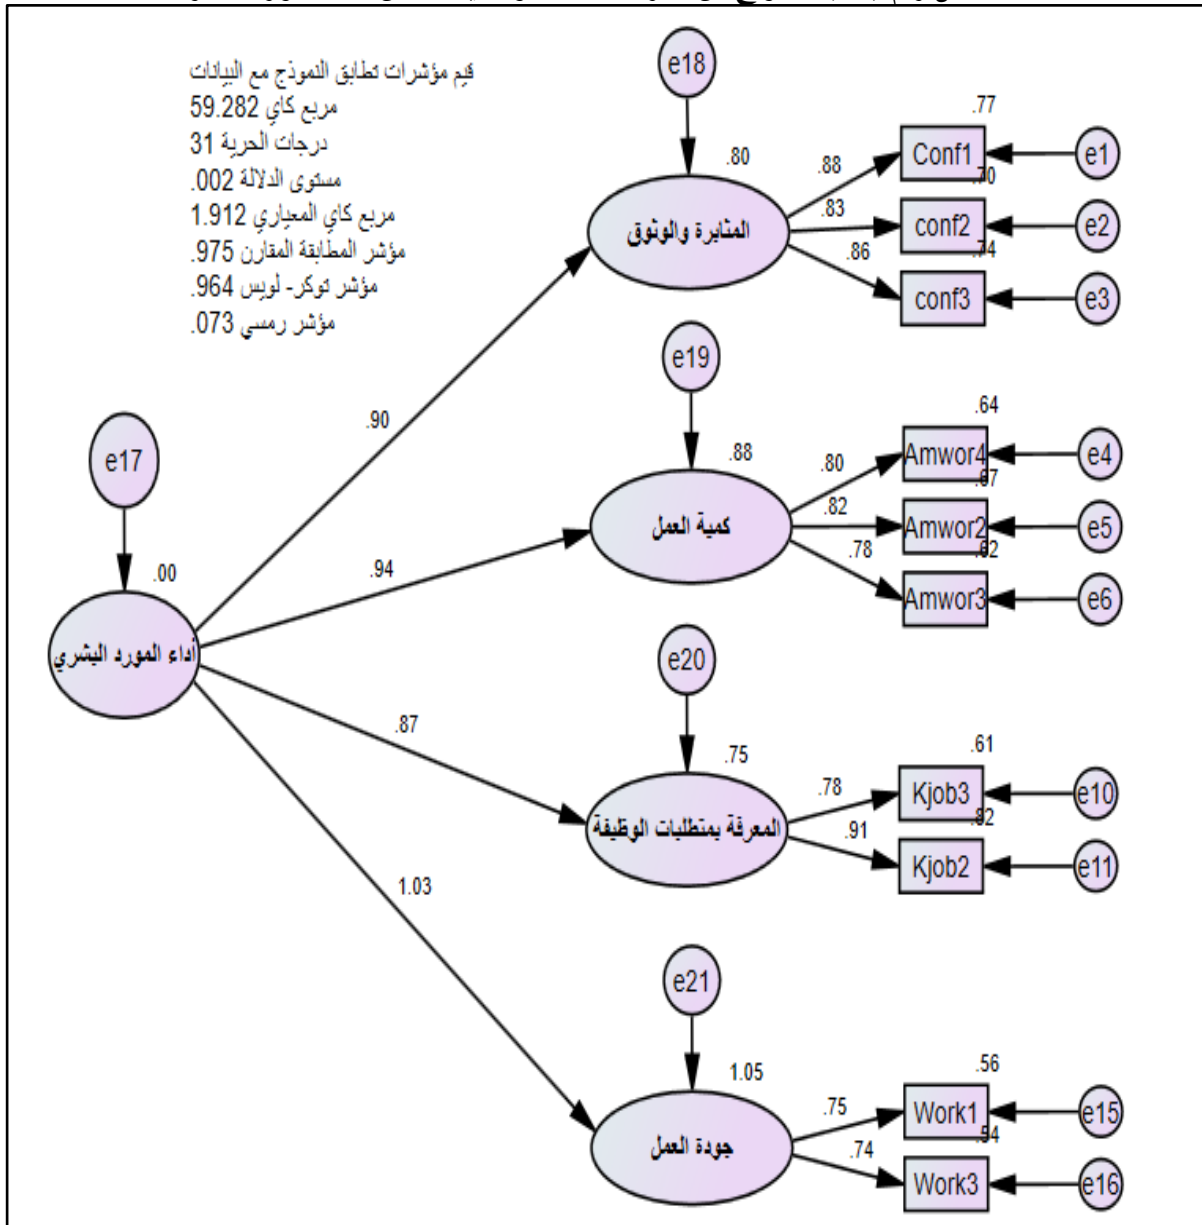 قيم مؤشرات تطابق النموذج مع البيانات
مربع كاي 59.282
درجات الحرية 31
مستوى الدلالة .002
مربع كاي المعياري 1.912
مؤشر المطابقة المقارن .975
مؤشر توكر- لويس .964
مؤشر رمسي .073
e18
.80
المثابرة والوثوق
.88
.83
.86
.77
Conf1
e1
.70
conf2
e2
.74
conf3
e3
e19
.90
.88
كمية العمل
.80
.82
.78
.64
Amwor4
e4
.67
Amwor2
e5
.62
Amwor3
e6
e17
.00
أداء المورد البشري
.94
e20
.87
.75
المعرفة بمتطلبات الوظيفة
.78
.91
.61
Kjob3
e10
.82
Kjob2
e11
1.03
e21
1.05
جودة العمل
.75
.74
.56
Work1
e15
.54
Work3
e16